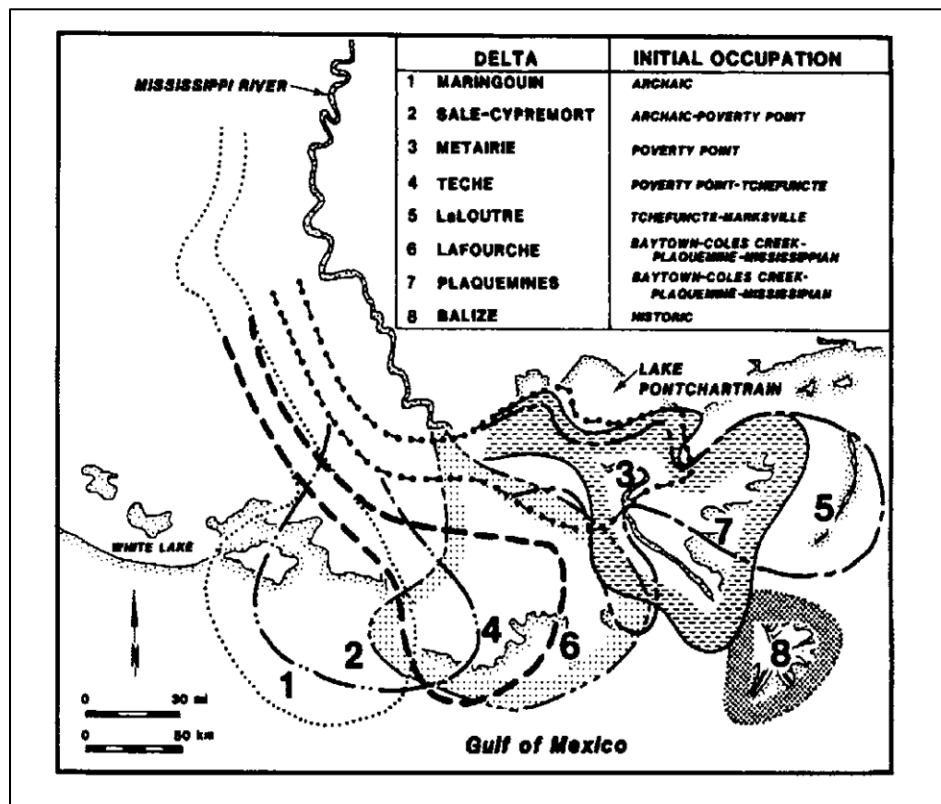 DELTA INITIAL OCCUPATION
1 MARINGOUIN ARCHAIC
2 SALE-CYPREMORT ARCHAIC-POVERTY POINT
3 METAIRIE POVERTY POINT
4 TECHE POVERTY POINT-TCHEFUNCTE
5 LaLOUTRE TCHEFUNCTE-MARKSVILLE
6 LAFOURCHE BAYTOWN-COLES CREEK-
PLAQUEMINE-MISSISSIPPIAN
7 PLAQUEMINES BAYTOWN-COLES CREEK-
PLAQUEMINE-MISSISSIPIAN
8 BALIZE HISTORIC
MISSISSIPPI RIVER
LAKE
PONTCHARTRAIN
3
5
7
WHITE LAKE
4
2
6
8
1
0 30 mi
0 50 km
Gulf of Mexico